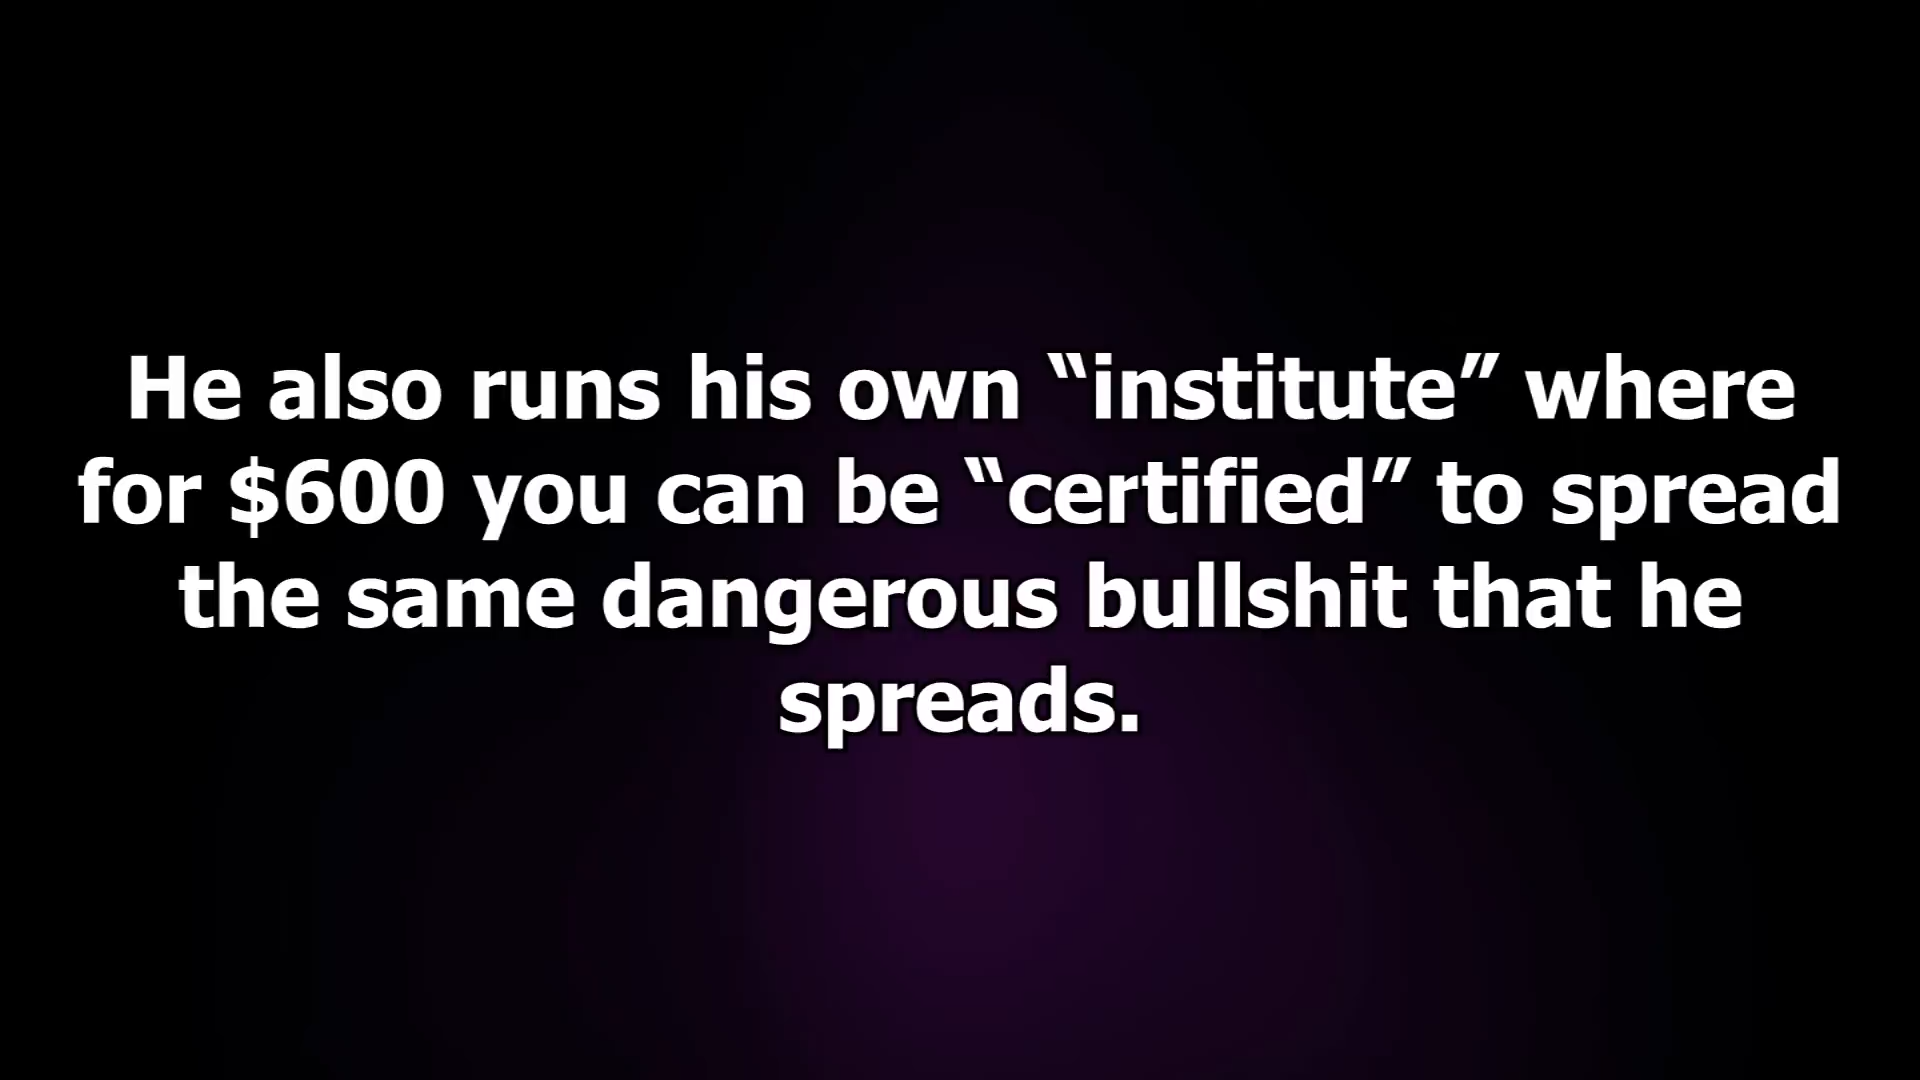 He also runs his own “institute” where
for $600 you can be “certified” to spread
the same dangerous bullshit that he
spreads.